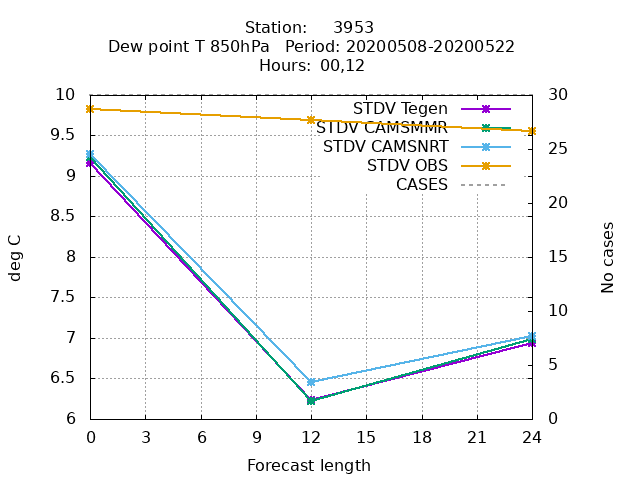 Station:     3953
Dew point T 850hPa   Period: 20200508-20200522
Hours: 00,12
STDV Tegen
STDV CAMSMMR
STDV CAMSNRT
STDV OBS
CASES
10
9.5
9
8.5
8
7.5
7
6.5
6
30
25
20
15
10
5
0
deg C
No cases
0 3 6 9 12 15 18 21 24
Forecast length